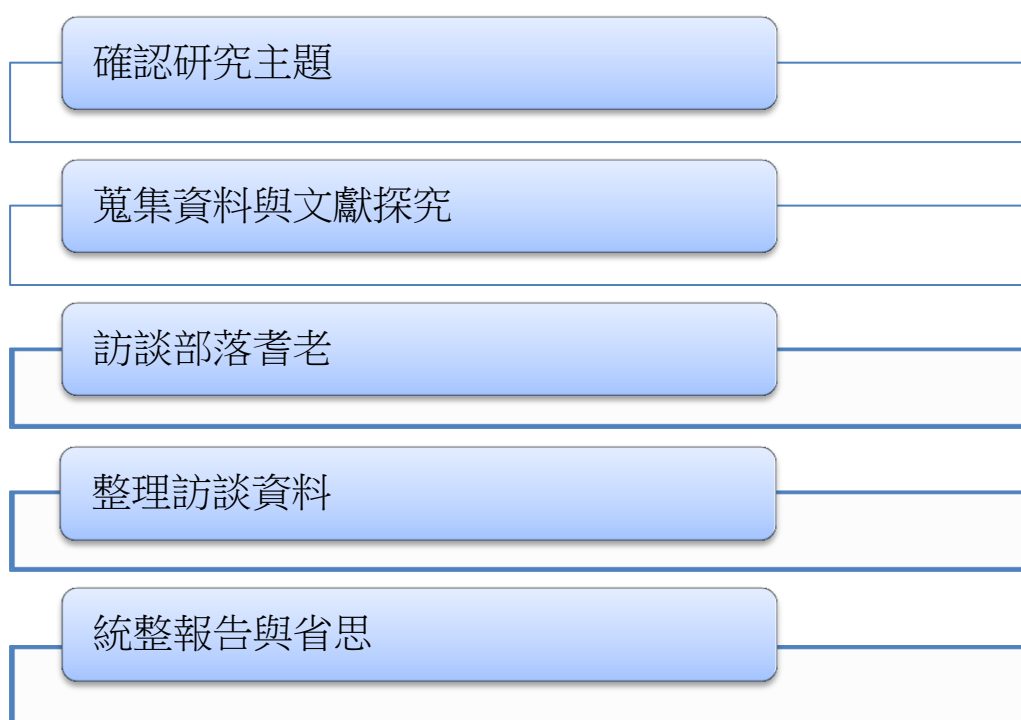 確認研究主題
蒐集資料與文獻探究
訪談部落耆老
整理訪談資料
統整報告與省思